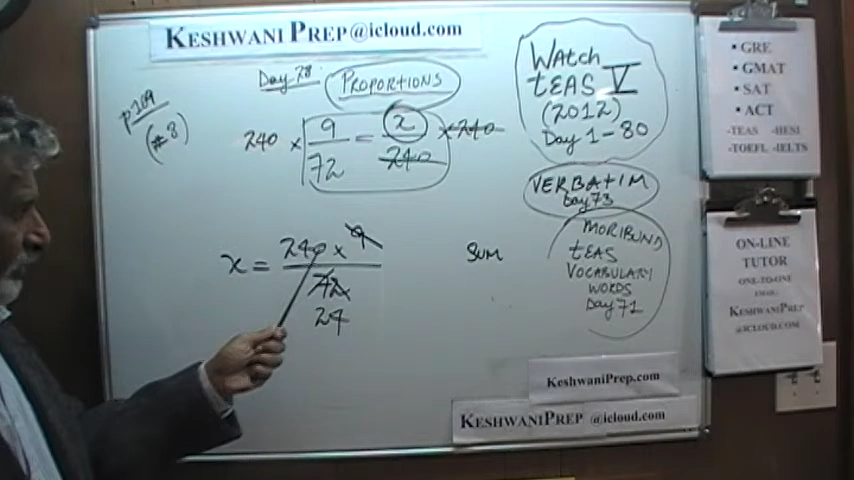 KESHWANI PREP@icloud.com
Day 28 PROPORTIONS
p 209
(#8)
240 × 9/72 = x/240 × 240
x = 240 × 9 / 72
24
SUM
WATCH
TEAS V
(2012)
Day 1-80
VERBATIM
Day 73
MORIBUND
TEAS
VOCABULARY
WORDS
Day 71
▪ GRE
▪ GMAT
▪ SAT
▪ ACT
-TEAS -HESI
-TOEFL -IELTS
ON-LINE
TUTOR
ONE-TO-ONE
KESHWANIPREP
@ICLOUD.COM
KESHWANIPREP.COM
KESHWANIPREP @icloud.com